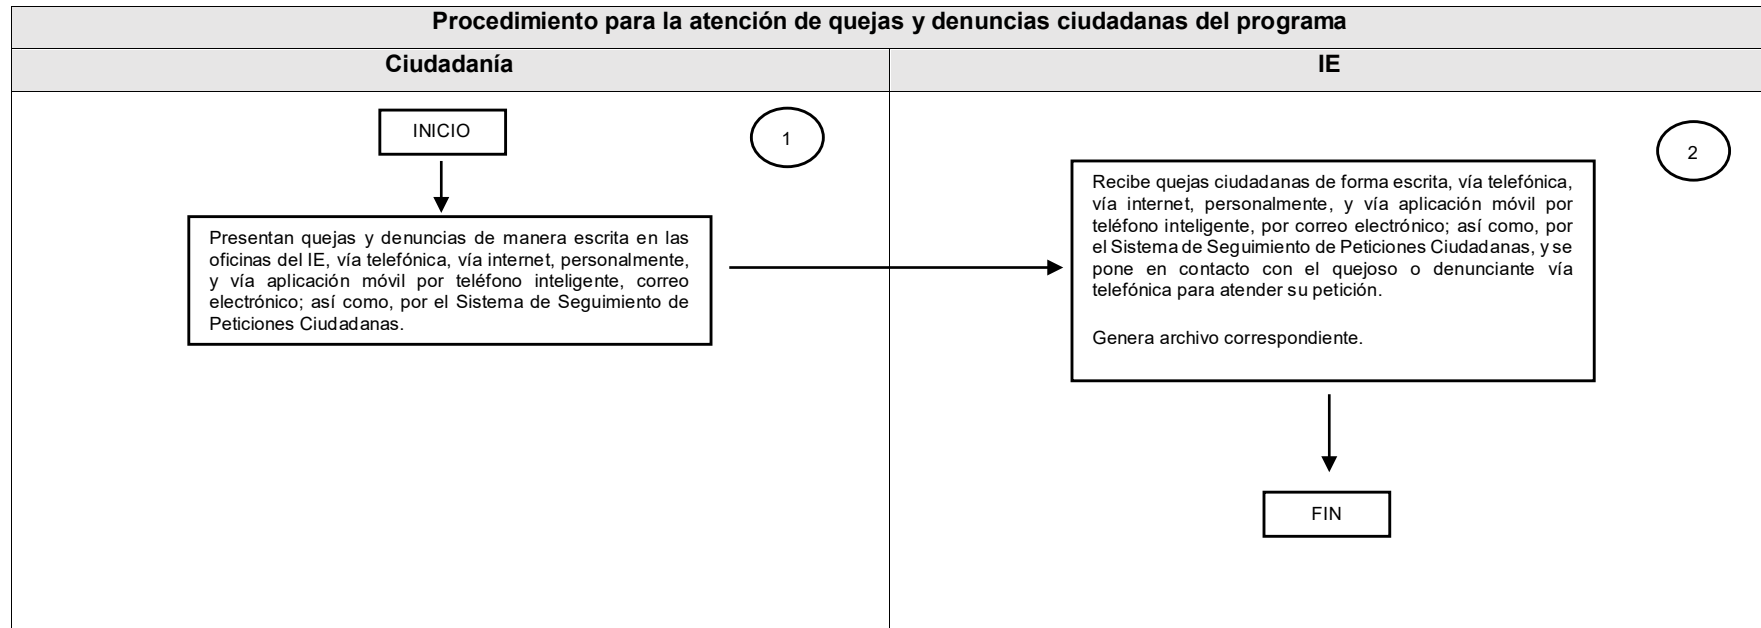 Procedimiento para la atención de quejas y denuncias ciudadanas del programa
Ciudadanía
IE
INICIO
1
Presentan quejas y denuncias de manera escrita en las
oficinas del IE, vía telefónica, vía internet, personalmente,
y vía aplicación móvil por teléfono inteligente, correo
electrónico; así como, por el Sistema de Seguimiento de
Peticiones Ciudadanas.
2
Recibe quejas ciudadanas de forma escrita, vía telefónica,
vía internet, personalmente, y vía aplicación móvil por
teléfono inteligente, por correo electrónico; así como, por
el Sistema de Seguimiento de Peticiones Ciudadanas, y se
pone en contacto con el quejoso o denunciante vía
telefónica para atender su petición.
Genera archivo correspondiente.
FIN